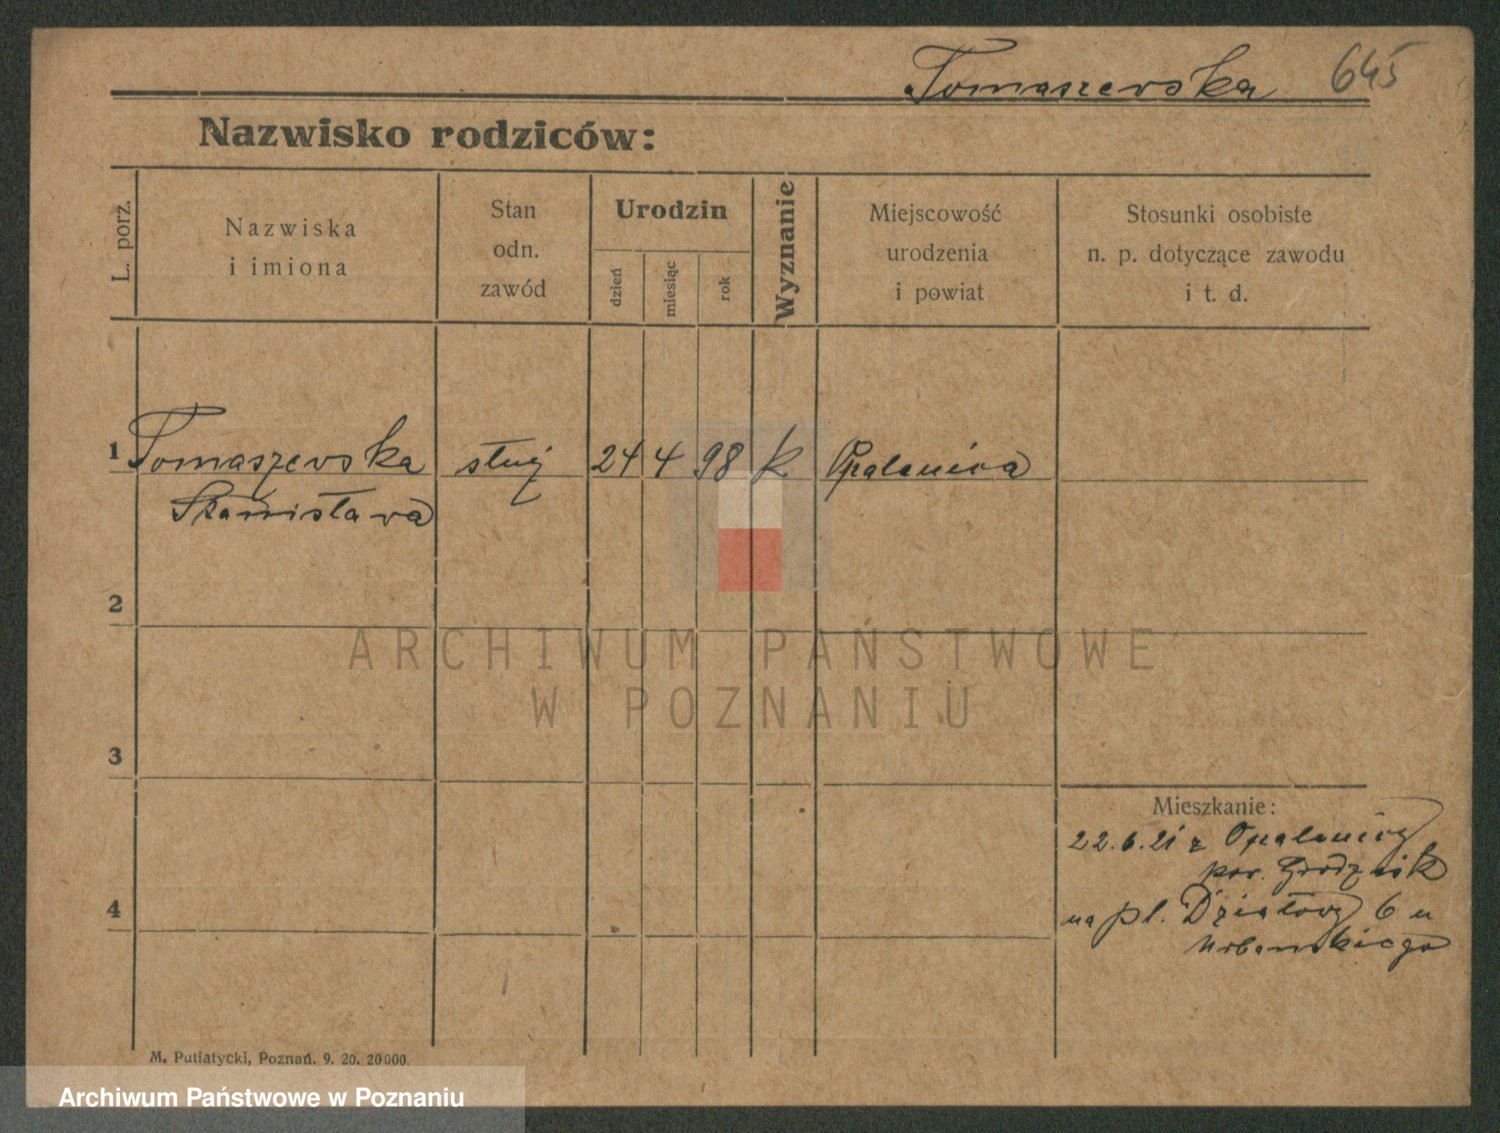 Tomaszewska 645
Nazwisko rodziców:
L. porz.
Nazwiska
i imiona
Stan
odn.
zawód
Urodzin
dzień
miesiąc
rok
Wyznanie
Miejscowość
urodzenia
i powiat
Stosunki osobiste
n. p. dotyczące zawodu
i t. d.
1 Tomaszewska służ 24 4 98 k Opalenica
Stanisława
2
ARCHIWUM PAŃSTWOWE
W POZNANIU
3
Mieszkanie:
22.6.21 z Opalenicy
pow. Grodzisk
4
na pl. Działowy 6 u
Urbanskiego
M. Putiatycki, Poznań. 9. 20. 20000.
Archiwum Państwowe w Poznaniu